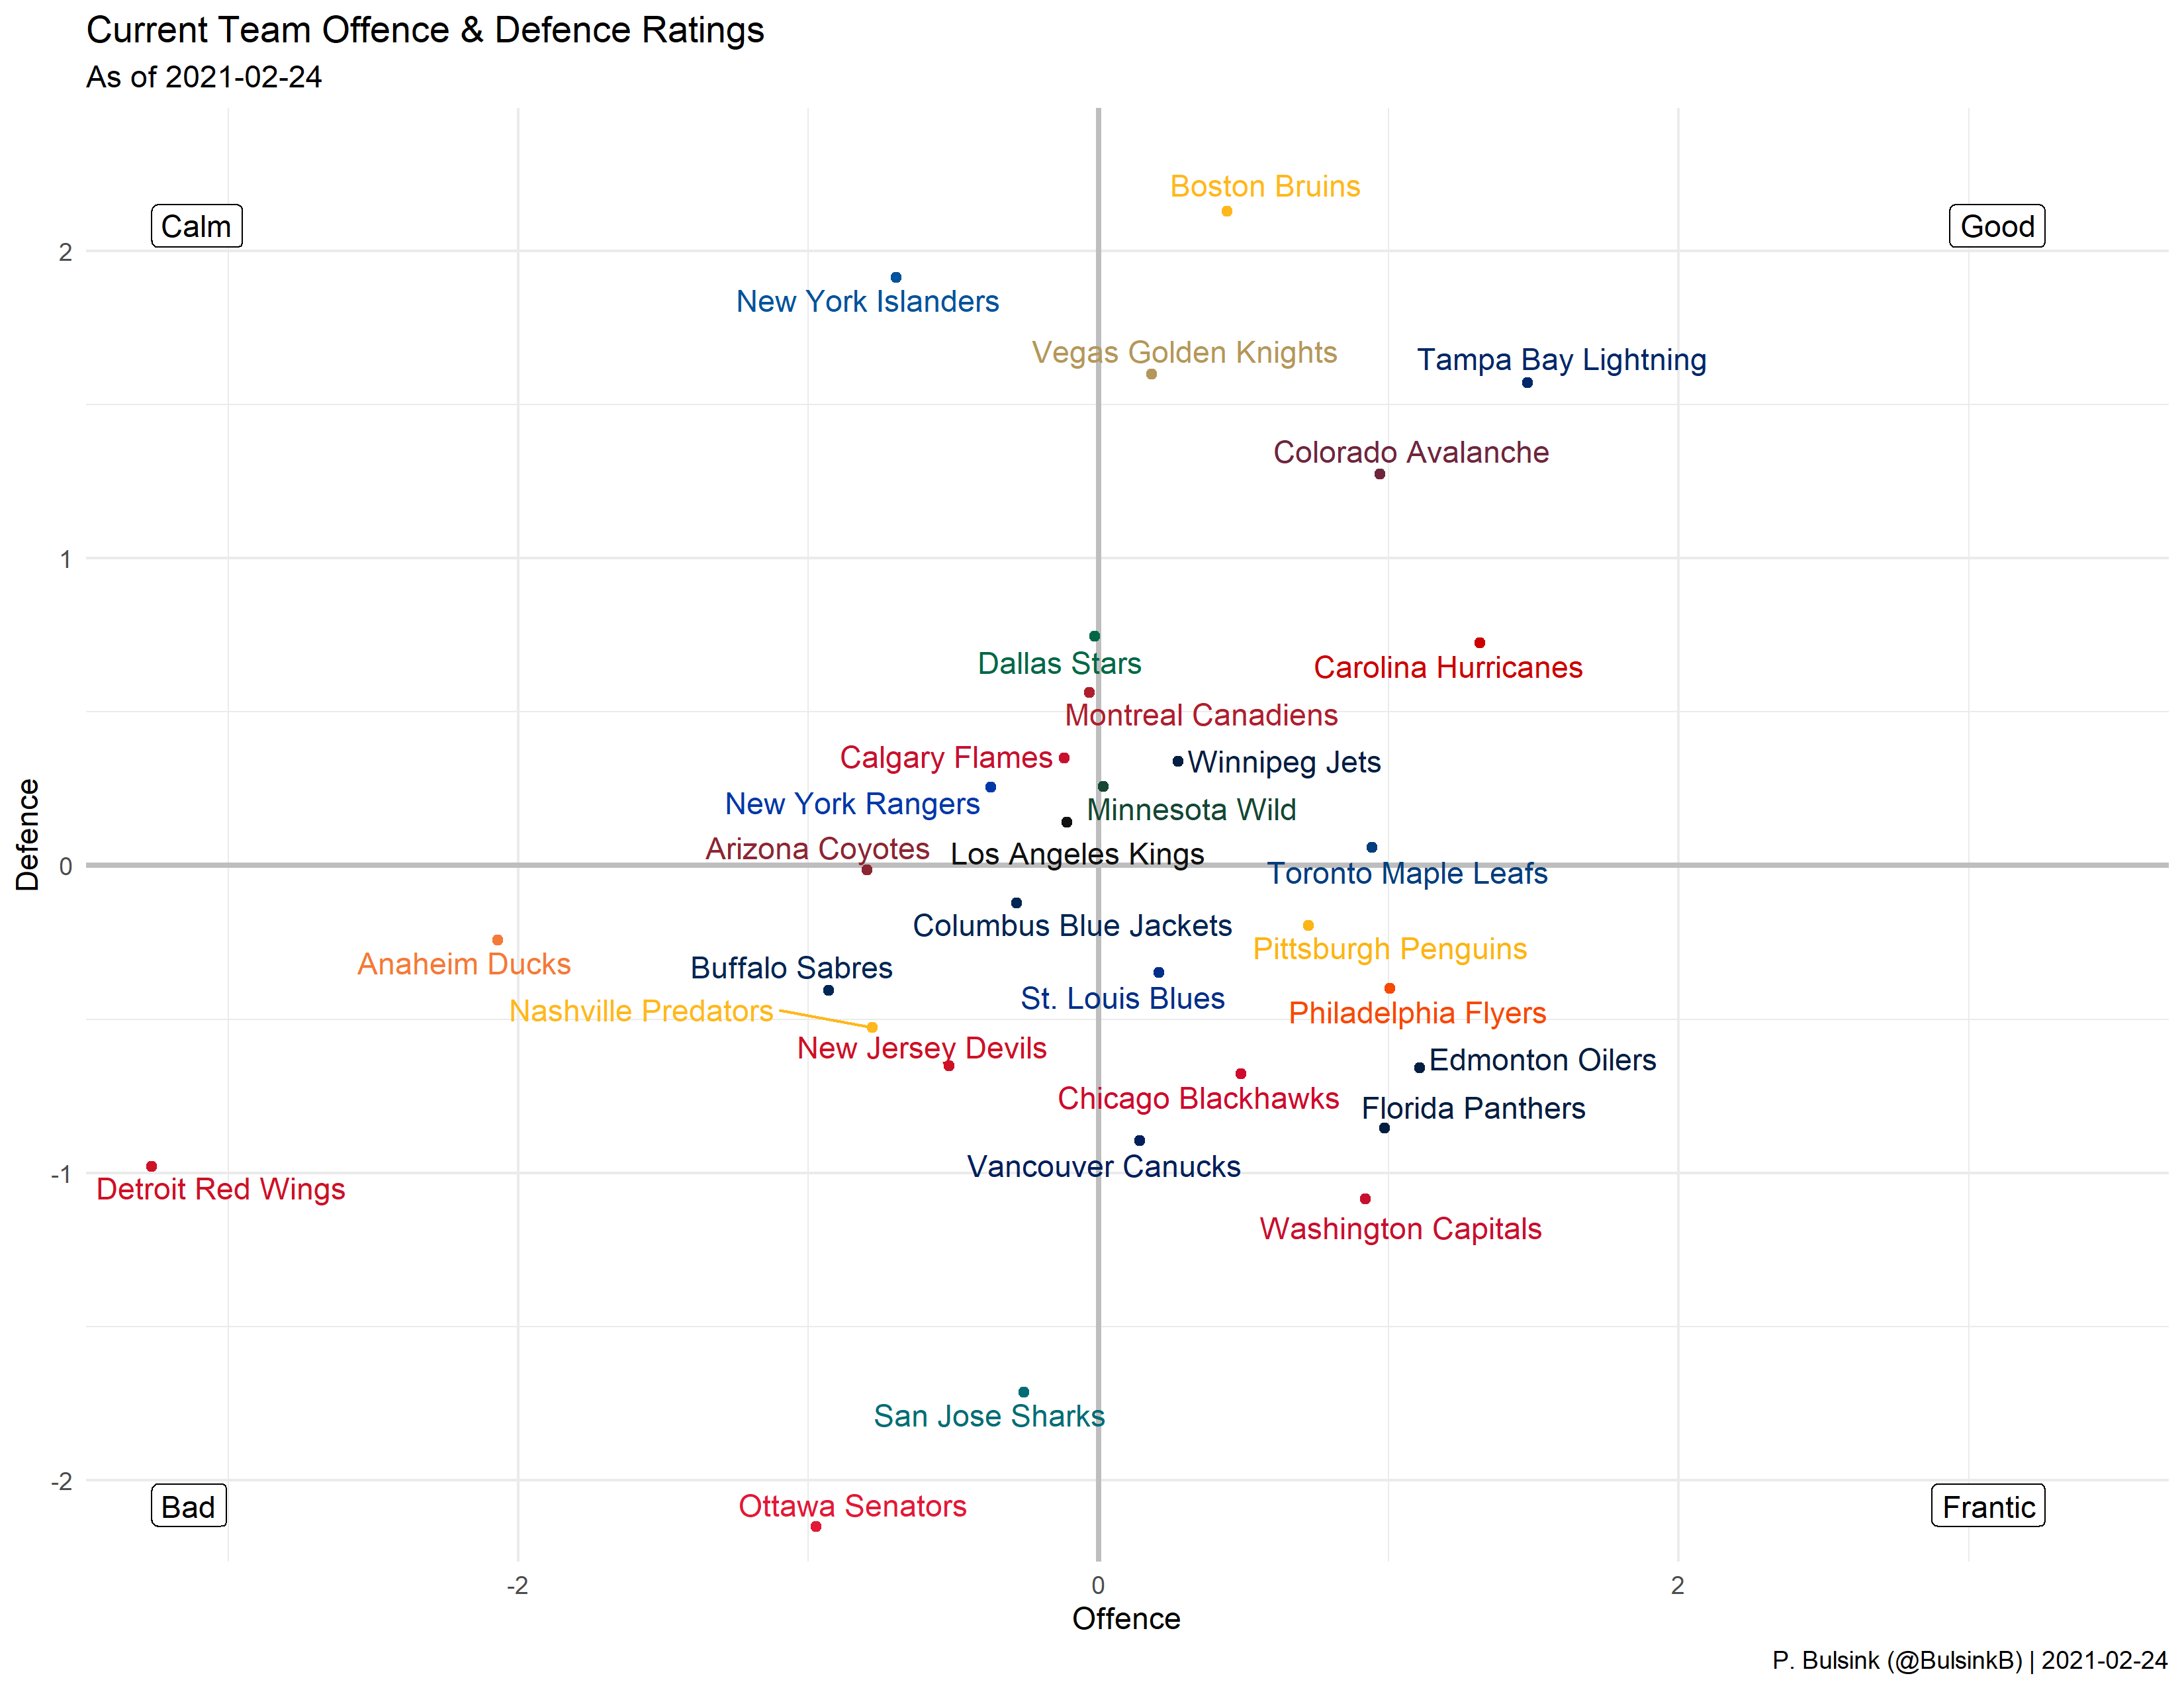 Current Team Offence & Defence Ratings
As of 2021-02-24
Boston Bruins
Calm
Good
2
New York Islanders
Vegas Golden Knights
Tampa Bay Lightning
Colorado Avalanche
1
Dallas Stars
Carolina Hurricanes
Montreal Canadiens
Calgary Flames
Winnipeg Jets
New York Rangers
Minnesota Wild
Defence
Arizona Coyotes
Los Angeles Kings
0
Toronto Maple Leafs
Columbus Blue Jackets
Pittsburgh Penguins
Anaheim Ducks
Buffalo Sabres
St. Louis Blues
Nashville Predators
Philadelphia Flyers
New Jersey Devils
Edmonton Oilers
Chicago Blackhawks
Florida Panthers
Vancouver Canucks
-1
Detroit Red Wings
Washington Capitals
San Jose Sharks
-2
Bad
Ottawa Senators
Frantic
-2 0 2
Offence
P. Bulsink (@BulsinkB) | 2021-02-24